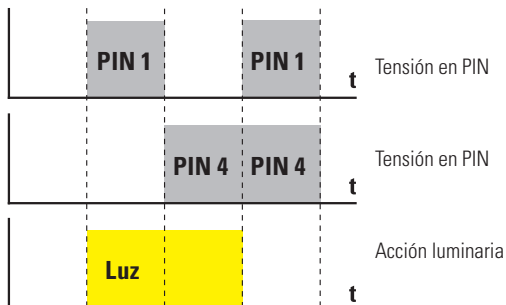 PIN 1 PIN 1
t Tensión en PIN
PIN 4 PIN 4
t Tensión en PIN
Luz
t Acción luminaria